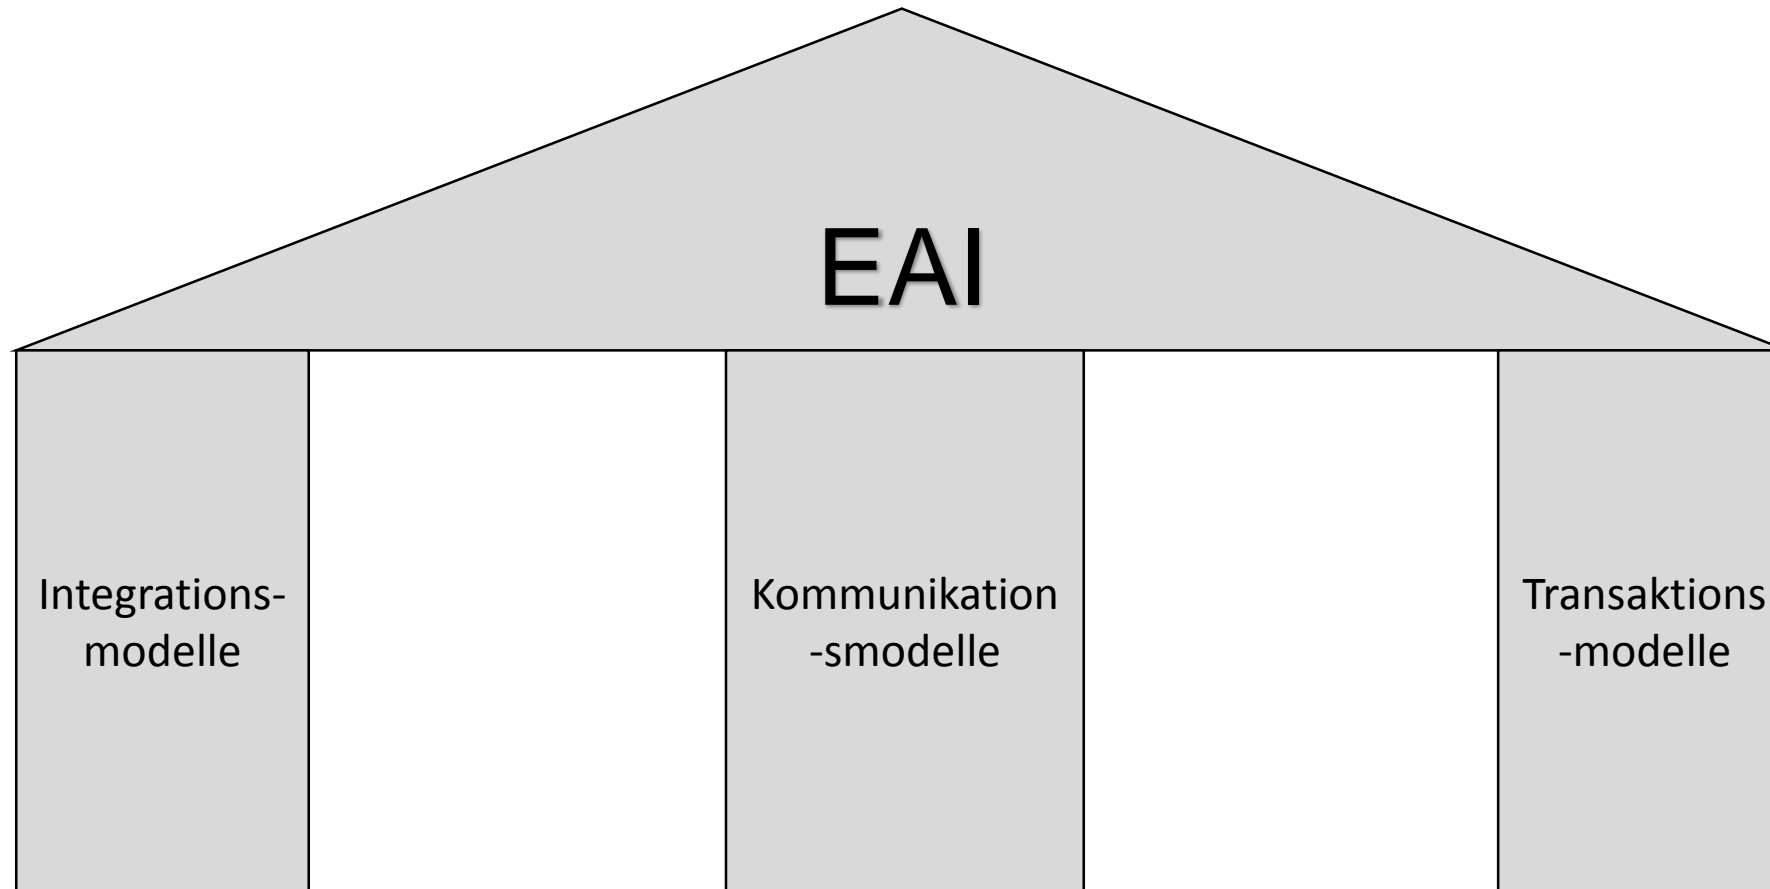 EAI
Integrations-
modelle
Kommunikation
-smodelle
Transaktions
-modelle